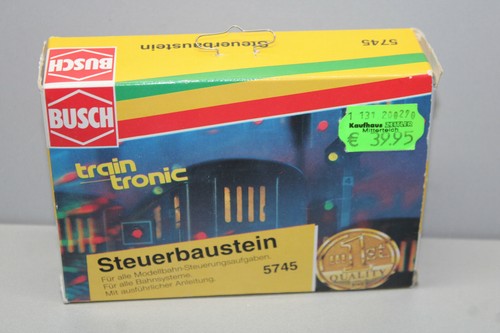 BUSCH
Steuerbaustein
5745
BUSCH
train
tronic
Kaufhaus
Mitterteich
€ 39.95
Steuerbaustein
Für alle Modellbahn-Steuerungsaufgaben.
Für alle Bahnsysteme.
Mit ausführlicher Anleitung.
5745
QUALITY